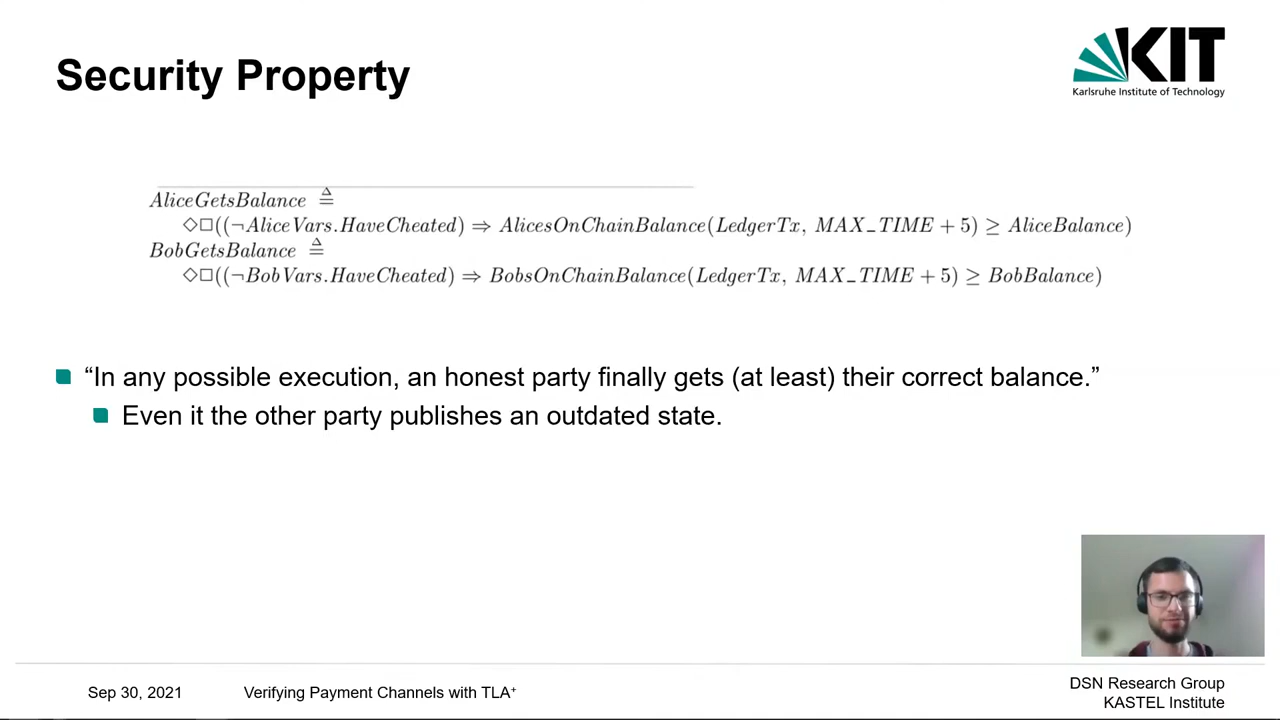 Security Property
KIT
Karlsruhe Institute of Technology
AliceGetsBalance ≜
◇□((¬AliceVars.HaveCheated) ⇒ AlicesOnChainBalance(LedgerTx, MAX_TIME + 5) ≥ AliceBalance)
BobGetsBalance ≜
◇□((¬BobVars.HaveCheated) ⇒ BobsOnChainBalance(LedgerTx, MAX_TIME + 5) ≥ BobBalance)
“In any possible execution, an honest party finally gets (at least) their correct balance.”
Even it the other party publishes an outdated state.
Sep 30, 2021
Verifying Payment Channels with TLA⁺
DSN Research Group
KASTEL Institute